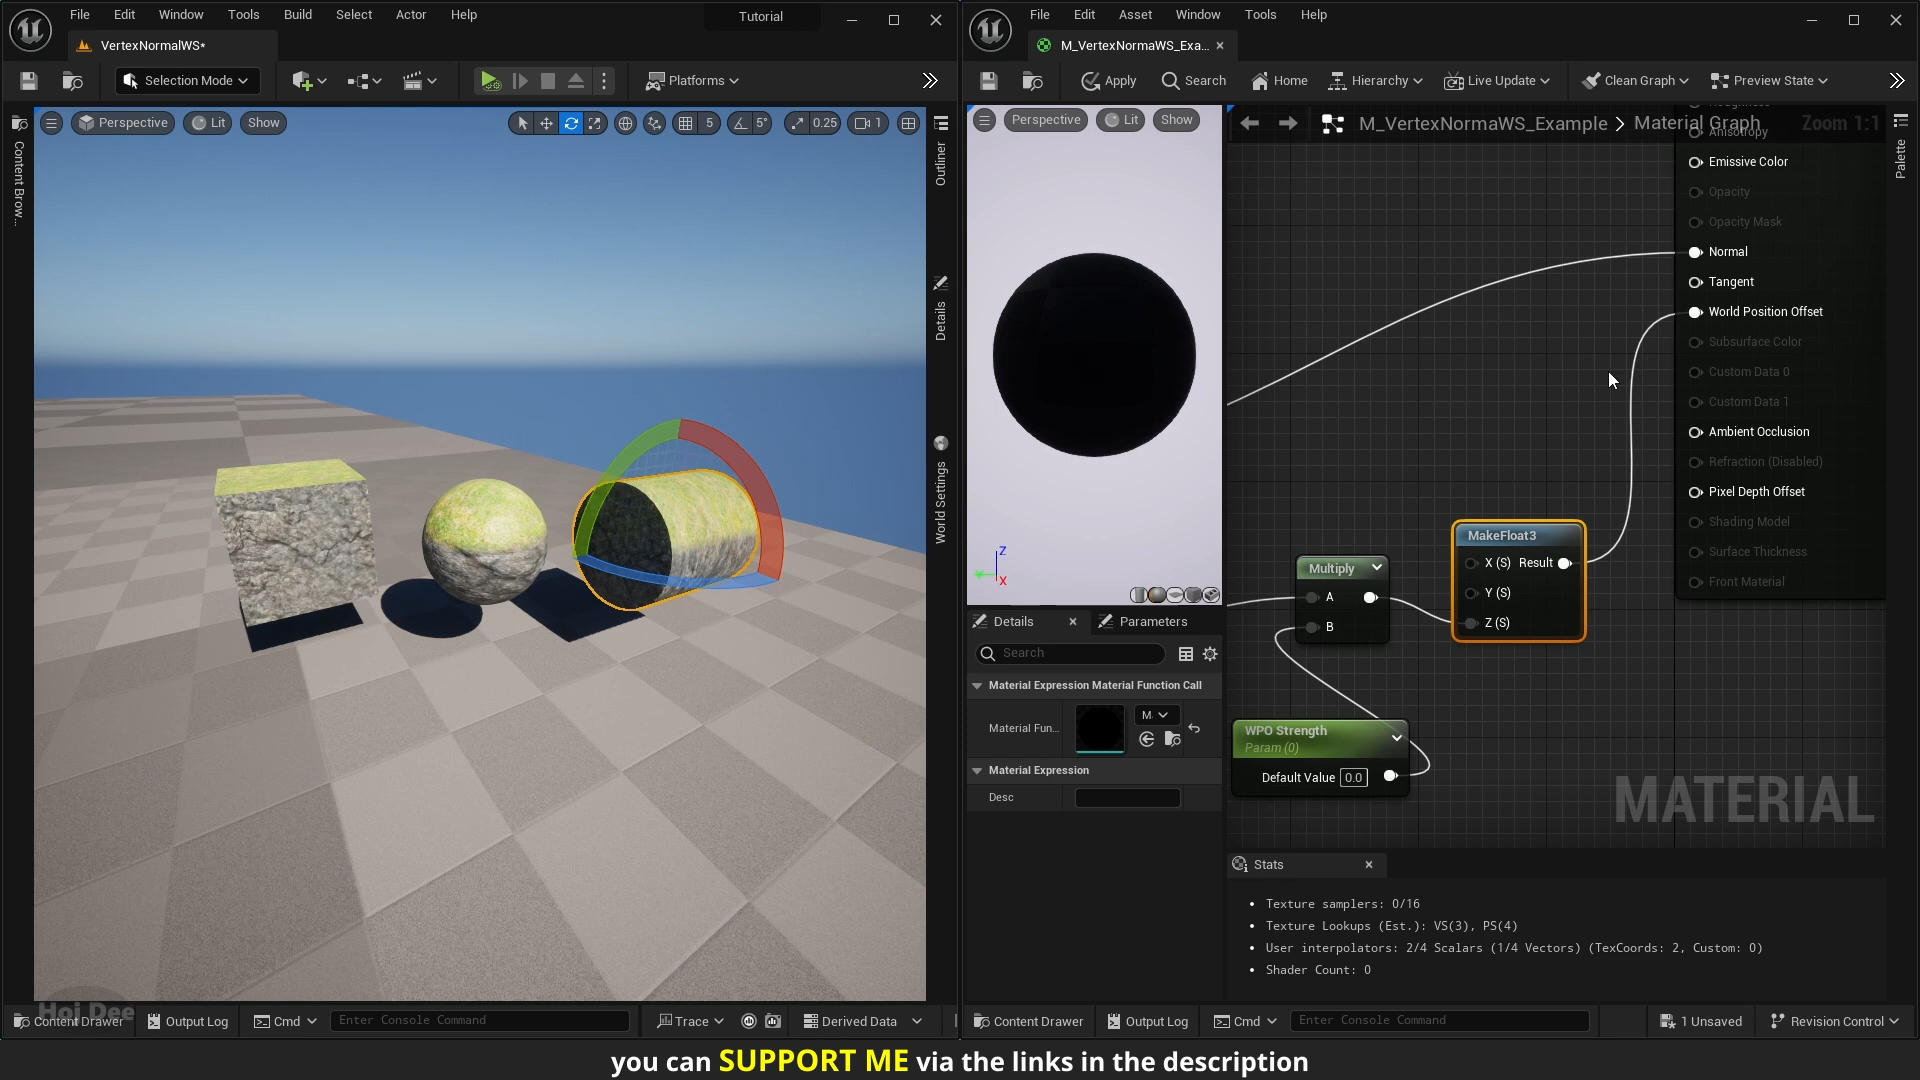 File Edit Window Tools Build Select Actor Help Tutorial
VertexNormalWS*
Selection Mode Platforms
Perspective Lit Show 5 5° 0.25 1
Content Brow...
Outliner
Details
World Settings
Hoi Dee
Content Drawer Output Log Cmd Enter Console Command Trace Derived Data
File Edit Asset Window Tools Help
M_VertexNormaWS_Exa...
Apply Search Home Hierarchy Live Update Clean Graph Preview State
Perspective Lit Show
Z
X
M_VertexNormaWS_Example > Material Graph Zoom 1:1
Palette
Roughness
Anisotropy
Emissive Color
Opacity
Opacity Mask
Normal
Tangent
World Position Offset
Subsurface Color
Custom Data 0
Custom Data 1
Ambient Occlusion
Refraction (Disabled)
Pixel Depth Offset
Shading Model
Surface Thickness
Front Material
MakeFloat3
X (S) Result
Y (S)
Z (S)
Multiply
A
B
WPO Strength
Param (0)
Default Value 0.0
MATERIAL
Details Parameters
Search
Material Expression Material Function Call
Material Fun... M
Material Expression
Desc
Stats
Texture samplers: 0/16
Texture Lookups (Est.): VS(3), PS(4)
User interpolators: 2/4 Scalars (1/4 Vectors) (TexCoords: 2, Custom: 0)
Shader Count: 0
Content Drawer Output Log Cmd Enter Console Command 1 Unsaved Revision Control
you can SUPPORT ME via the links in the description